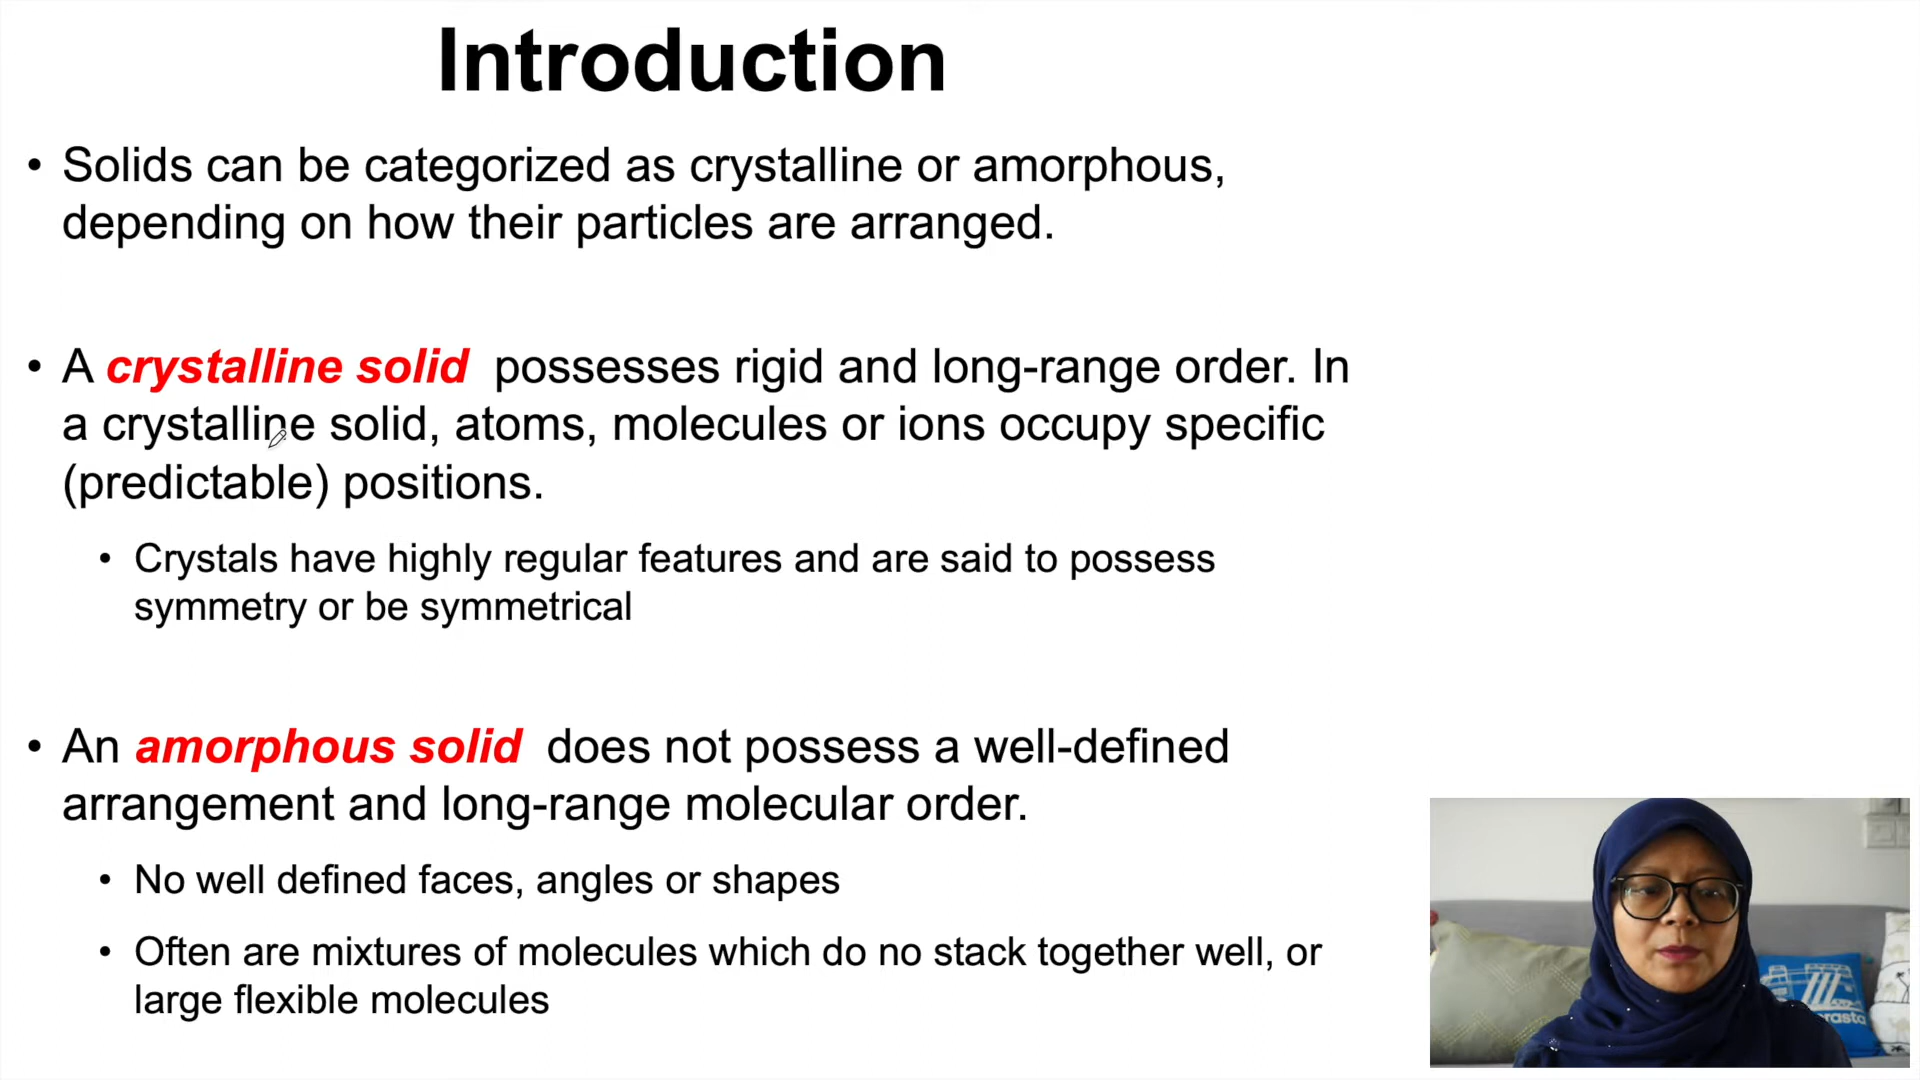 Introduction
• Solids can be categorized as crystalline or amorphous,
depending on how their particles are arranged.
• A crystalline solid possesses rigid and long-range order. In
a crystalline solid, atoms, molecules or ions occupy specific
(predictable) positions.
• Crystals have highly regular features and are said to possess
symmetry or be symmetrical
• An amorphous solid does not possess a well-defined
arrangement and long-range molecular order.
• No well defined faces, angles or shapes
• Often are mixtures of molecules which do no stack together well, or
large flexible molecules